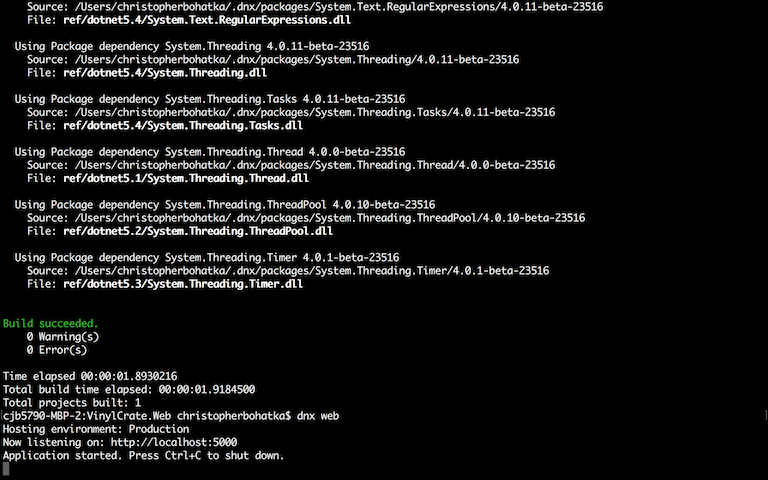 Source: /Users/christopherbohatka/.dnx/packages/System.Text.RegularExpressions/4.0.11-beta-23516
File: ref/dotnet5.4/System.Text.RegularExpressions.dll
Using Package dependency System.Threading 4.0.11-beta-23516
Source: /Users/christopherbohatka/.dnx/packages/System.Threading/4.0.11-beta-23516
File: ref/dotnet5.4/System.Threading.dll
Using Package dependency System.Threading.Tasks 4.0.11-beta-23516
Source: /Users/christopherbohatka/.dnx/packages/System.Threading.Tasks/4.0.11-beta-23516
File: ref/dotnet5.4/System.Threading.Tasks.dll
Using Package dependency System.Threading.Thread 4.0.0-beta-23516
Source: /Users/christopherbohatka/.dnx/packages/System.Threading.Thread/4.0.0-beta-23516
File: ref/dotnet5.1/System.Threading.Thread.dll
Using Package dependency System.Threading.ThreadPool 4.0.10-beta-23516
Source: /Users/christopherbohatka/.dnx/packages/System.Threading.ThreadPool/4.0.10-beta-23516
File: ref/dotnet5.2/System.Threading.ThreadPool.dll
Using Package dependency System.Threading.Timer 4.0.1-beta-23516
Source: /Users/christopherbohatka/.dnx/packages/System.Threading.Timer/4.0.1-beta-23516
File: ref/dotnet5.3/System.Threading.Timer.dll
Build succeeded.
0 Warning(s)
0 Error(s)
Time elapsed 00:00:01.8930216
Total build time elapsed: 00:00:01.9184500
Total projects built: 1
cjb5790-MBP-2:VinylCrate.Web christopherbohatka$ dnx web
Hosting environment: Production
Now listening on: http://localhost:5000
Application started. Press Ctrl+C to shut down.